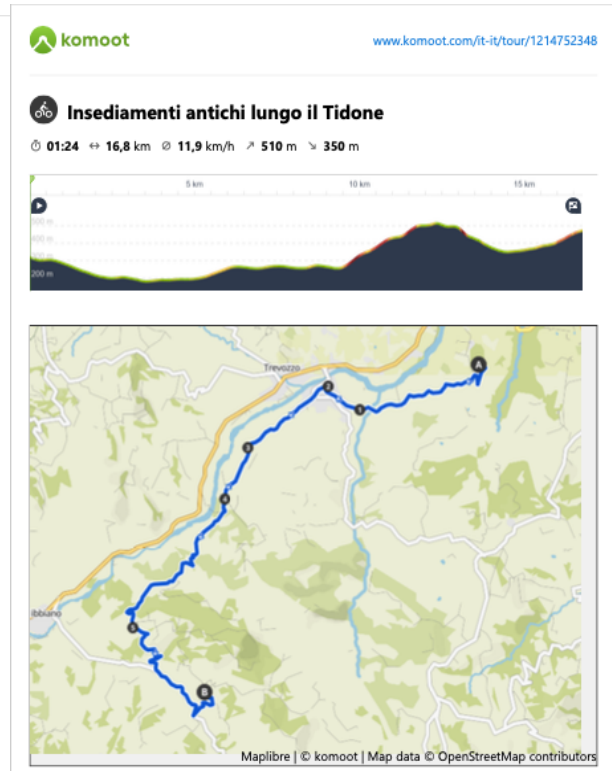 komoot
www.komoot.com/it-it/tour/1214752348
Insediamenti antichi lungo il Tidone
01:24 16,8 km 11,9 km/h 510 m 350 m
5 km 10 km 15 km
400 m
200 m
Trevozzo
A
2
1
3
4
ibbiano
5
B
Maplibre | © komoot | Map data © OpenStreetMap contributors